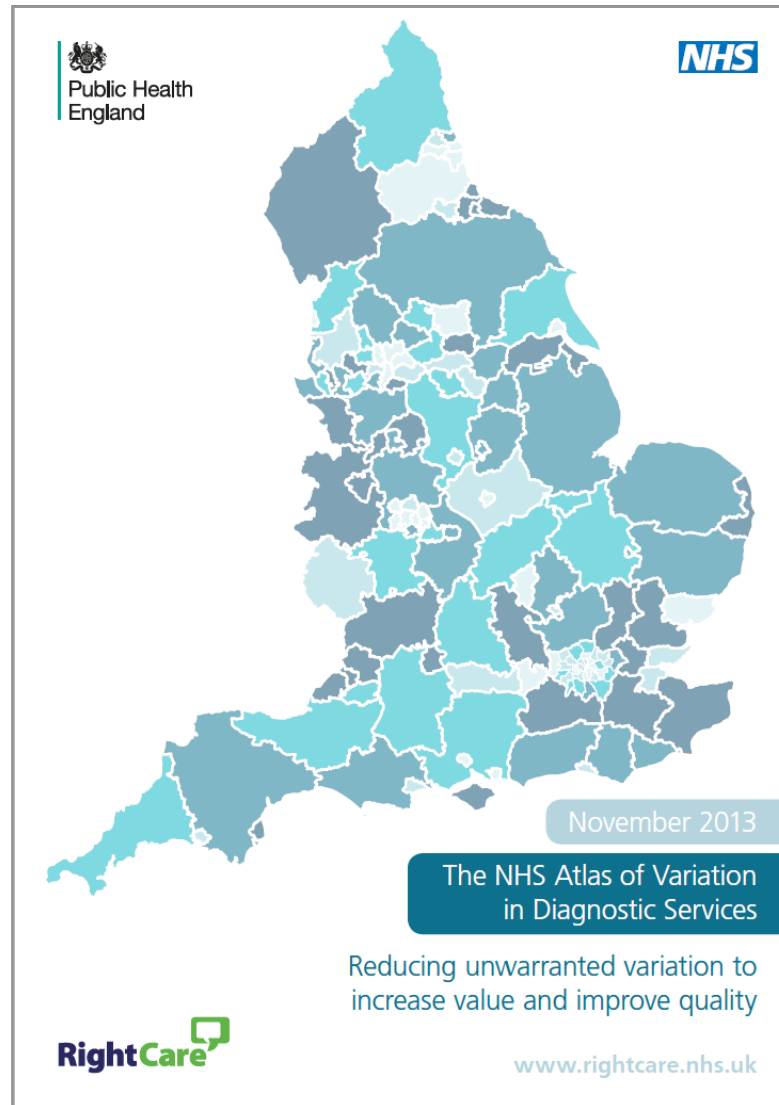 Public Health
England
NHS
November 2013
The NHS Atlas of Variation
in Diagnostic Services
Reducing unwarranted variation to
increase value and improve quality
RightCare
www.rightcare.nhs.uk